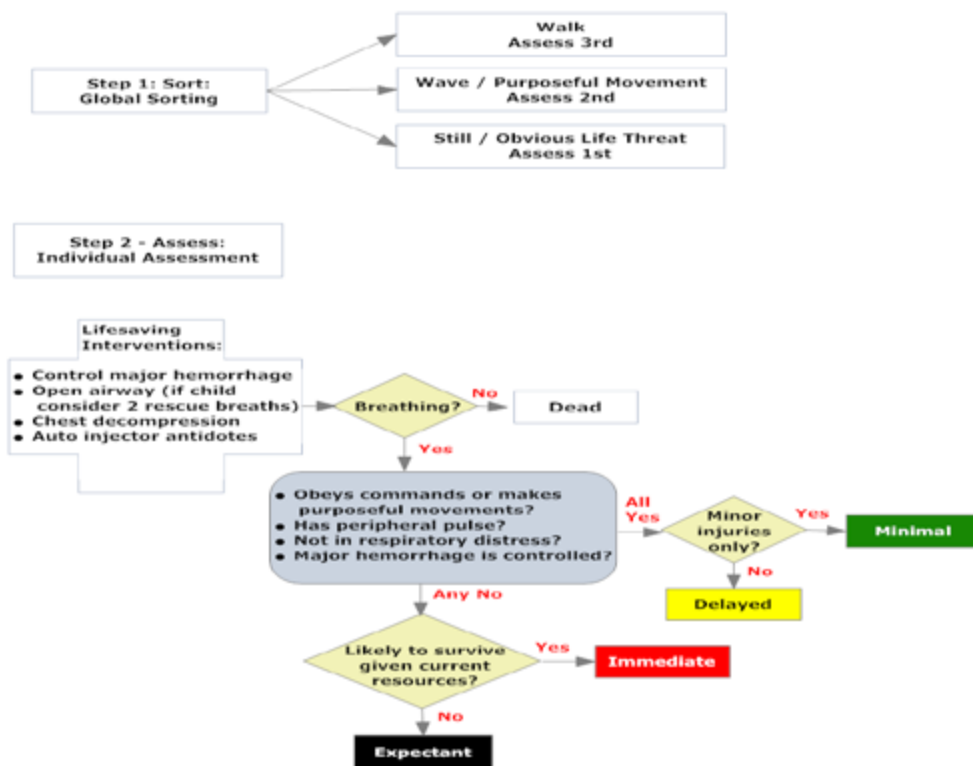 Walk
Assess 3rd
Step 1: Sort:
Global Sorting
Wave / Purposeful Movement
Assess 2nd
Still / Obvious Life Threat
Assess 1st
Step 2 - Assess:
Individual Assessment
Lifesaving
Interventions:
• Control major hemorrhage
• Open airway (if child
consider 2 rescue breaths)
• Chest decompression
• Auto injector antidotes
Breathing?
No
Dead
Yes
• Obeys commands or makes
purposeful movements?
• Has peripheral pulse?
• Not in respiratory distress?
• Major hemorrhage is controlled?
All
Yes
Minor
injuries
only?
Yes
Minimal
No
Delayed
Any No
Likely to survive
given current
resources?
Yes
Immediate
No
Expectant